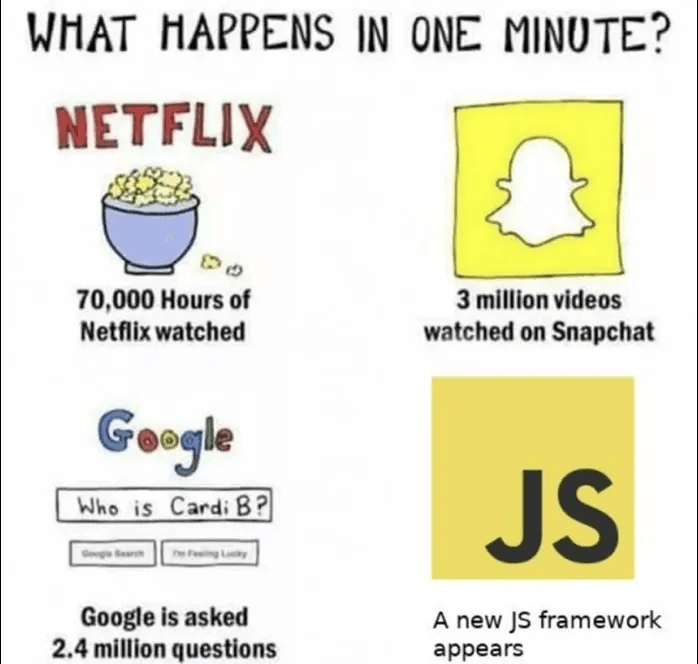 WHAT HAPPENS IN ONE MINUTE?
NETFLIX
70,000 Hours of
Netflix watched
3 million videos
watched on Snapchat
Google
Who is Cardi B?
Google Search
I'm Feeling Lucky
Google is asked
2.4 million questions
JS
A new JS framework
appears